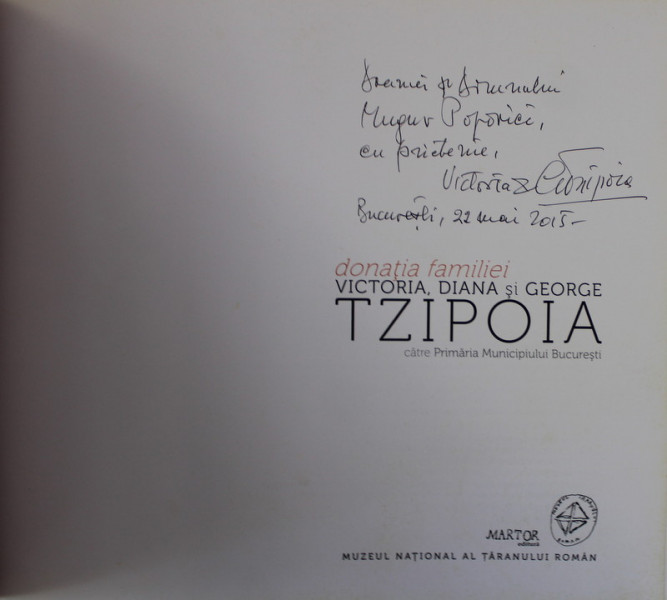 Doamnei și Domnului
Mugur Popovici,
cu prietenie,
Victoria & Tzipoia
București, 22 mai 2015-
donația familiei
VICTORIA, DIANA și GEORGE
TZIPOIA
către Primăria Municipiului București
MARTOR
editură
MUZEUL NAȚIONAL AL ȚĂRANULUI ROMÂN